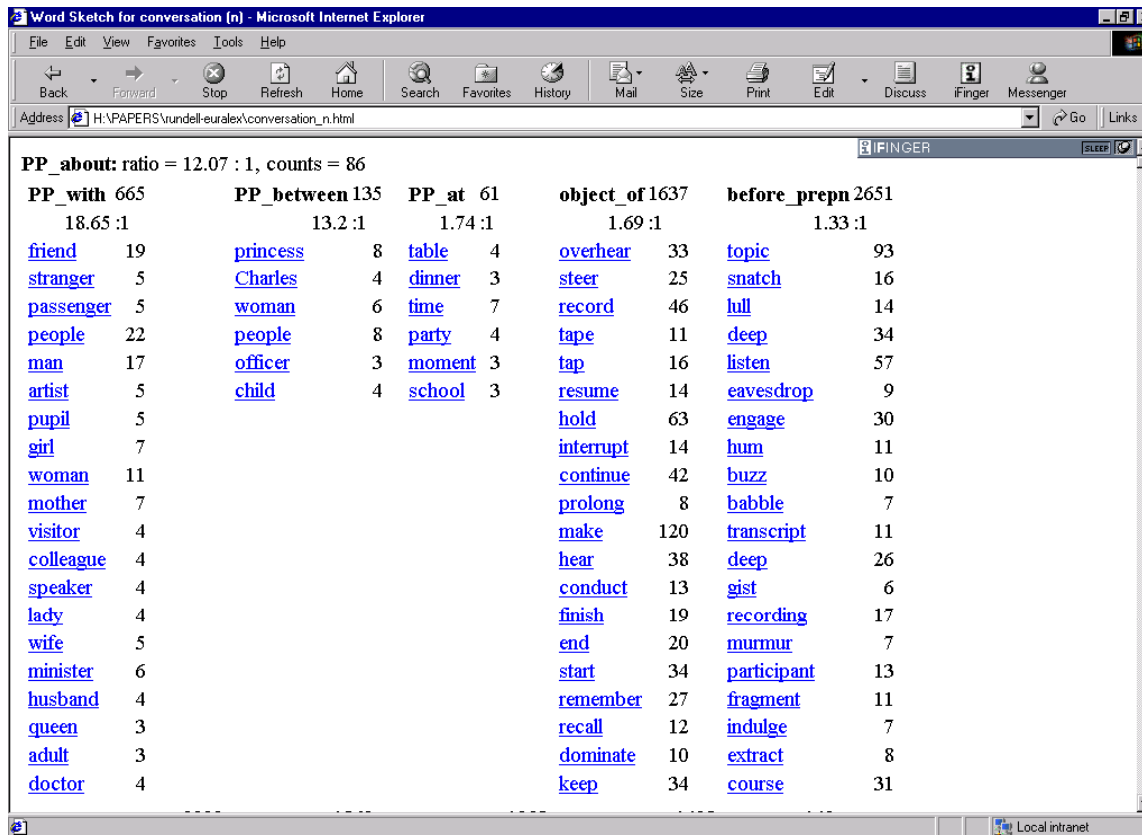 Word Sketch for conversation (n) - Microsoft Internet Explorer
File Edit View Favorites Tools Help
Back Forward Stop Refresh Home Search Favorites History Mail Size Print Edit Discuss iFinger Messenger
Address H:\PAPERS\rundell-euralex\conversation_n.html Go Links
iFINGER SLEEP
PP_about: ratio = 12.07 : 1, counts = 86
PP_with 665 PP_between 135 PP_at 61 object_of 1637 before_prepn 2651
18.65 :1 13.2 :1 1.74 :1 1.69 :1 1.33 :1
friend 19 princess 8 table 4 overhear 33 topic 93
stranger 5 Charles 4 dinner 3 steer 25 snatch 16
passenger 5 woman 6 time 7 record 46 lull 14
people 22 people 8 party 4 tape 11 deep 34
man 17 officer 3 moment 3 tap 16 listen 57
artist 5 child 4 school 3 resume 14 eavesdrop 9
pupil 5 hold 63 engage 30
girl 7 interrupt 14 hum 11
woman 11 continue 42 buzz 10
mother 7 prolong 8 babble 7
visitor 4 make 120 transcript 11
colleague 4 hear 38 deep 26
speaker 4 conduct 13 gist 6
lady 4 finish 19 recording 17
wife 5 end 20 murmur 7
minister 6 start 34 participant 13
husband 4 remember 27 fragment 11
queen 3 recall 12 indulge 7
adult 3 dominate 10 extract 8
doctor 4 keep 34 course 31
Local intranet